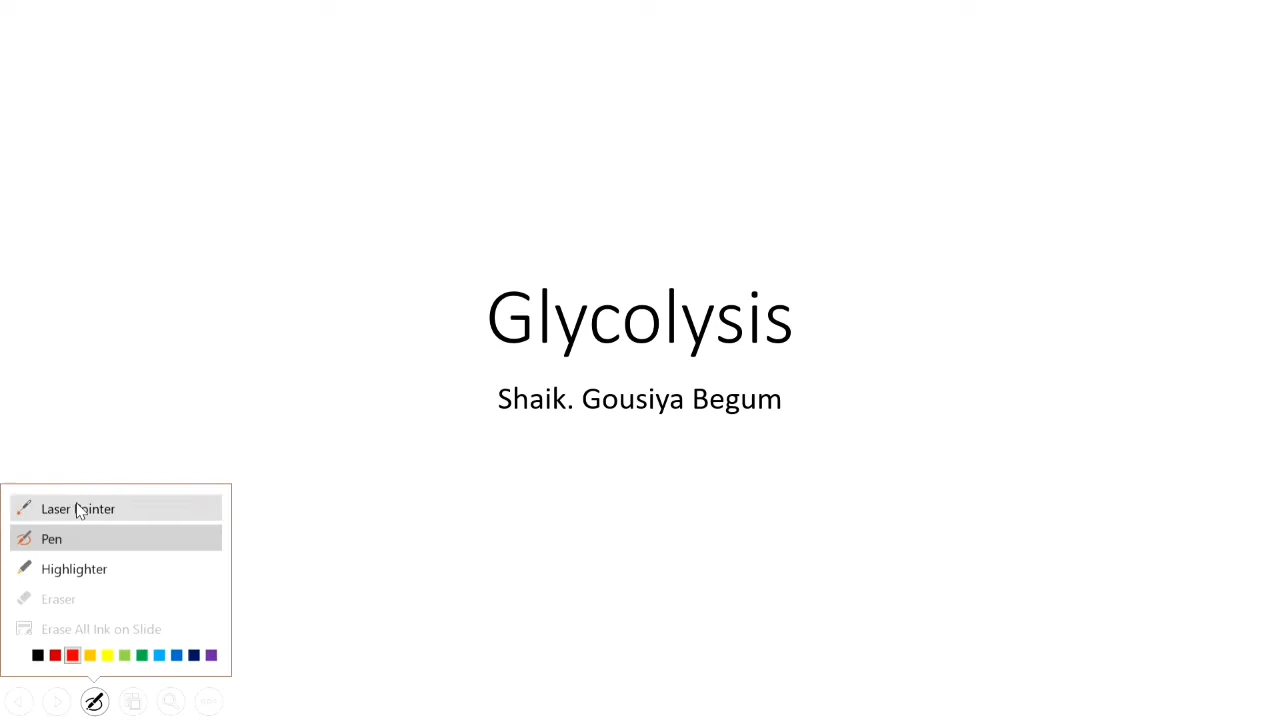 Glycolysis
Shaik. Gousiya Begum
Laser Pointer
Pen
Highlighter
Eraser
Erase All Ink on Slide